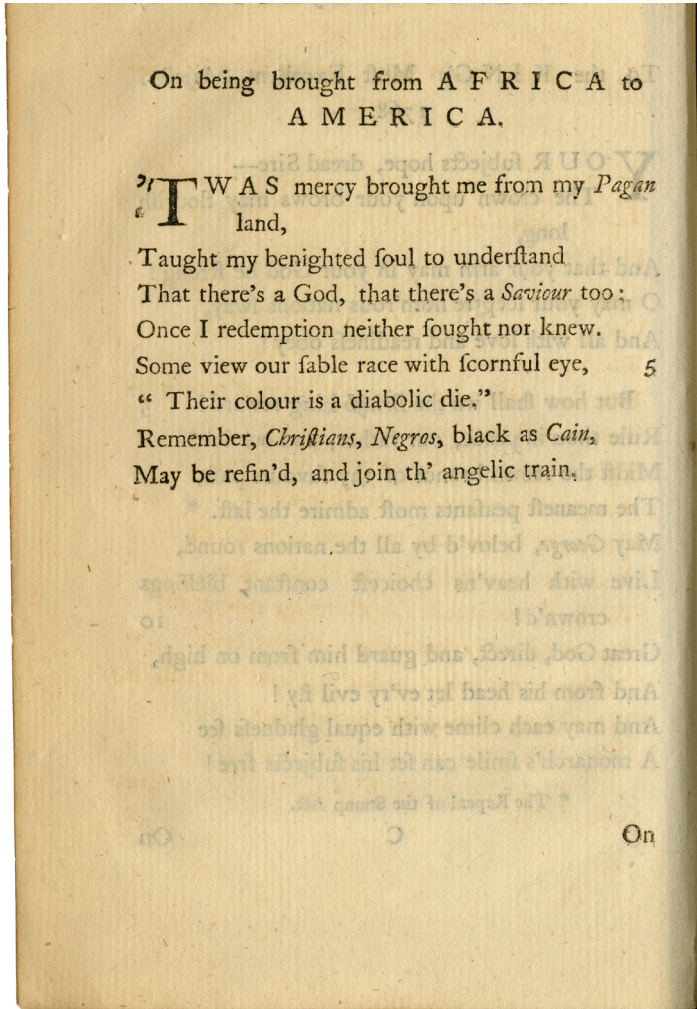 On being brought from AFRICA to
AMERICA.
'TWAS mercy brought me from my Pagan
land,
Taught my benighted ſoul to underſtand
That there's a God, that there's a Saviour too:
Once I redemption neither ſought nor knew.
Some view our ſable race with ſcornful eye, 5
“ Their colour is a diabolic die.”
Remember, Chriſtians, Negros, black as Cain,
May be refin'd, and join th' angelic train.
On